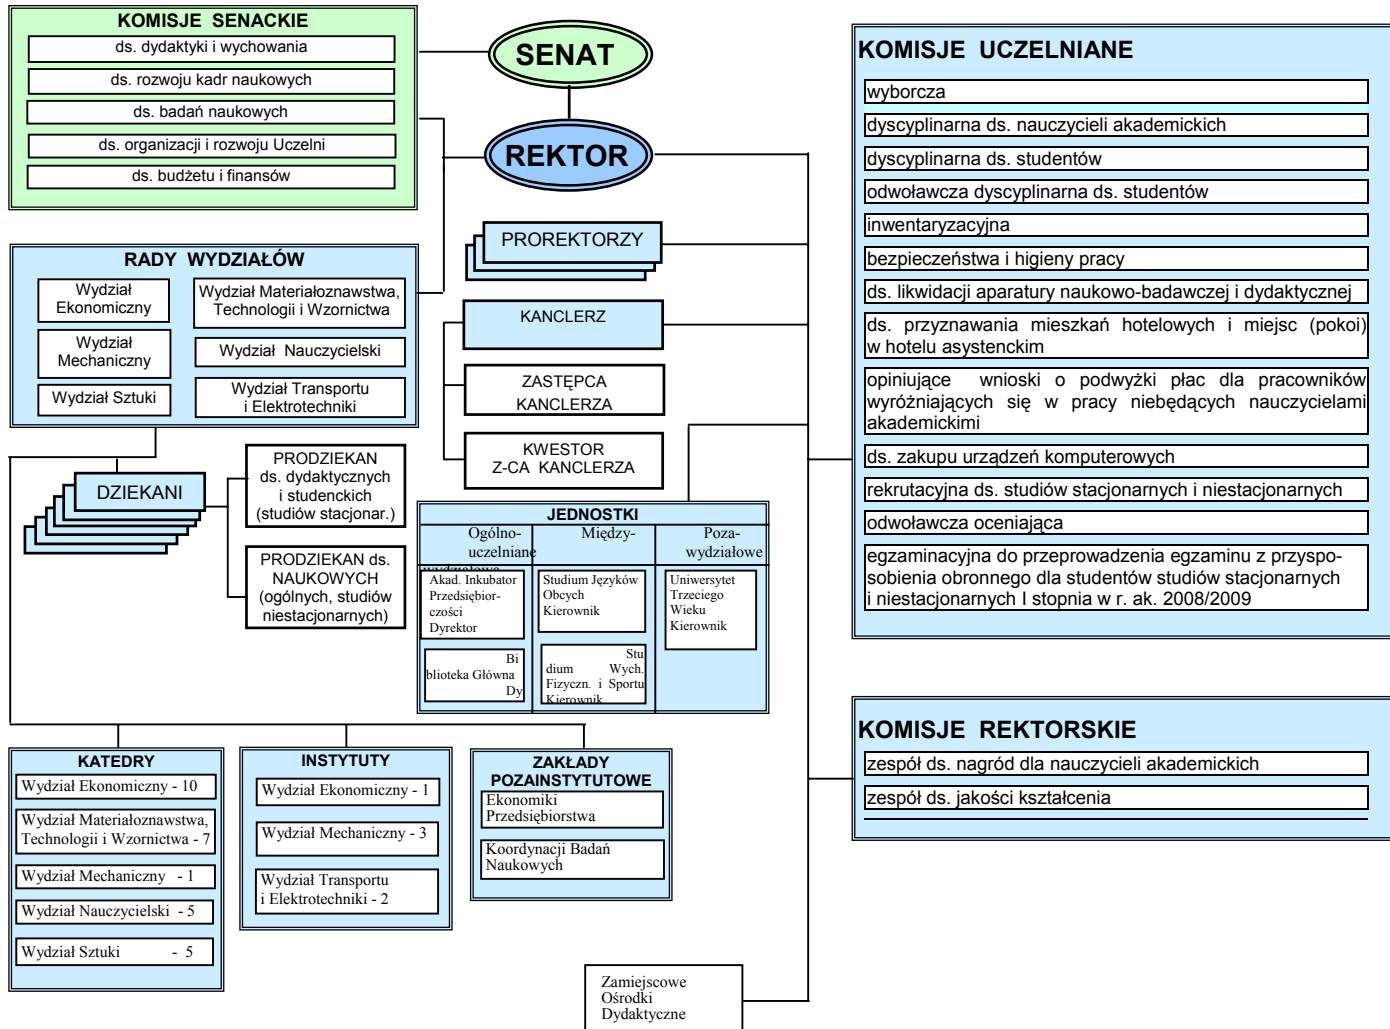 KOMISJE SENACKIE
ds. dydaktyki i wychowania
ds. rozwoju kadr naukowych
ds. badań naukowych
ds. organizacji i rozwoju Uczelni
ds. budżetu i finansów
SENAT
REKTOR
PROREKTORZY
KANCLERZ
ZASTĘPCA
KANCLERZA
KWESTOR
Z-CA KANCLERZA
RADY WYDZIAŁÓW
Wydział
Ekonomiczny
Wydział
Mechaniczny
Wydział Sztuki
Wydział Materiałoznawstwa,
Technologii i Wzornictwa
Wydział Nauczycielski
Wydział Transportu
i Elektrotechniki
DZIEKANI
PRODZIEKAN
ds. dydaktycznych
i studenckich
(studiów stacjonar.)
PRODZIEKAN ds.
NAUKOWYCH
(ogólnych, studiów
niestacjonarnych)
JEDNOSTKI
Ogólno-
uczelniane
wydziałowa
Akad. Inkubator
Przedsiębior-
czości
Dyrektor
Bi
blioteka Główna
Dy
Między-
Studium Języków
Obcych
Kierownik
Stu
dium Wych.
Fizyczn. i Sportu
Kierownik
Poza-
wydziałowe
Uniwersytet
Trzeciego
Wieku
Kierownik
KATEDRY
Wydział Ekonomiczny - 10
Wydział Materiałoznawstwa,
Technologii i Wzornictwa - 7
Wydział Mechaniczny - 1
Wydział Nauczycielski - 5
Wydział Sztuki - 5
INSTYTUTY
Wydział Ekonomiczny - 1
Wydział Mechaniczny - 3
Wydział Transportu
i Elektrotechniki - 2
ZAKŁADY
POZAINSTYTUTOWE
Ekonomiki
Przedsiębiorstwa
Koordynacji Badań
Naukowych
Zamiejscowe
Ośrodki
Dydaktyczne
KOMISJE UCZELNIANE
wyborcza
dyscyplinarna ds. nauczycieli akademickich
dyscyplinarna ds. studentów
odwoławcza dyscyplinarna ds. studentów
inwentaryzacyjna
bezpieczeństwa i higieny pracy
ds. likwidacji aparatury naukowo-badawczej i dydaktycznej
ds. przyznawania mieszkań hotelowych i miejsc (pokoi)
w hotelu asystenckim
opiniujące wnioski o podwyżki płac dla pracowników
wyróżniających się w pracy niebędących nauczycielami
akademickimi
ds. zakupu urządzeń komputerowych
rekrutacyjna ds. studiów stacjonarnych i niestacjonarnych
odwoławcza oceniająca
egzaminacyjna do przeprowadzenia egzaminu z przyspo-
sobienia obronnego dla studentów studiów stacjonarnych
i niestacjonarnych I stopnia w r. ak. 2008/2009
KOMISJE REKTORSKIE
zespół ds. nagród dla nauczycieli akademickich
zespół ds. jakości kształcenia